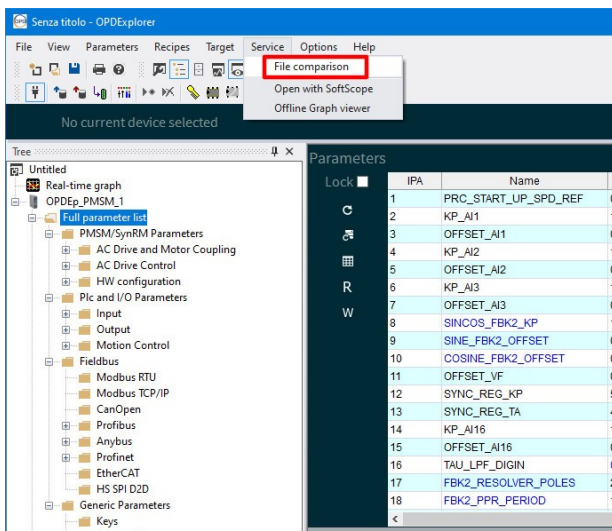 Senza titolo - OPDExplorer
File View Parameters Recipes Target Service Options Help
File comparison
Open with SoftScope
Offline Graph viewer
No current device selected
Tree
Untitled
Real-time graph
OPDEp_PMSM_1
Full parameter list
PMSM/SynRM Parameters
AC Drive and Motor Coupling
AC Drive Control
HW configuration
Plc and I/O Parameters
Input
Output
Motion Control
Fieldbus
Modbus RTU
Modbus TCP/IP
CanOpen
Profibus
Anybus
Profinet
EtherCAT
HS SPI D2D
Generic Parameters
Keys
Parameters
Lock
R
W
IPA Name
1 PRC_START_UP_SPD_REF
2 KP_AI1
3 OFFSET_AI1
4 KP_AI2
5 OFFSET_AI2
6 KP_AI3
7 OFFSET_AI3
8 SINCOS_FBK2_KP
9 SINE_FBK2_OFFSET
10 COSINE_FBK2_OFFSET
11 OFFSET_VF
12 SYNC_REG_KP
13 SYNC_REG_TA
14 KP_AI16
15 OFFSET_AI16
16 TAU_LPF_DIGIN
17 FBK2_RESOLVER_POLES
18 FBK2_PPR_PERIOD